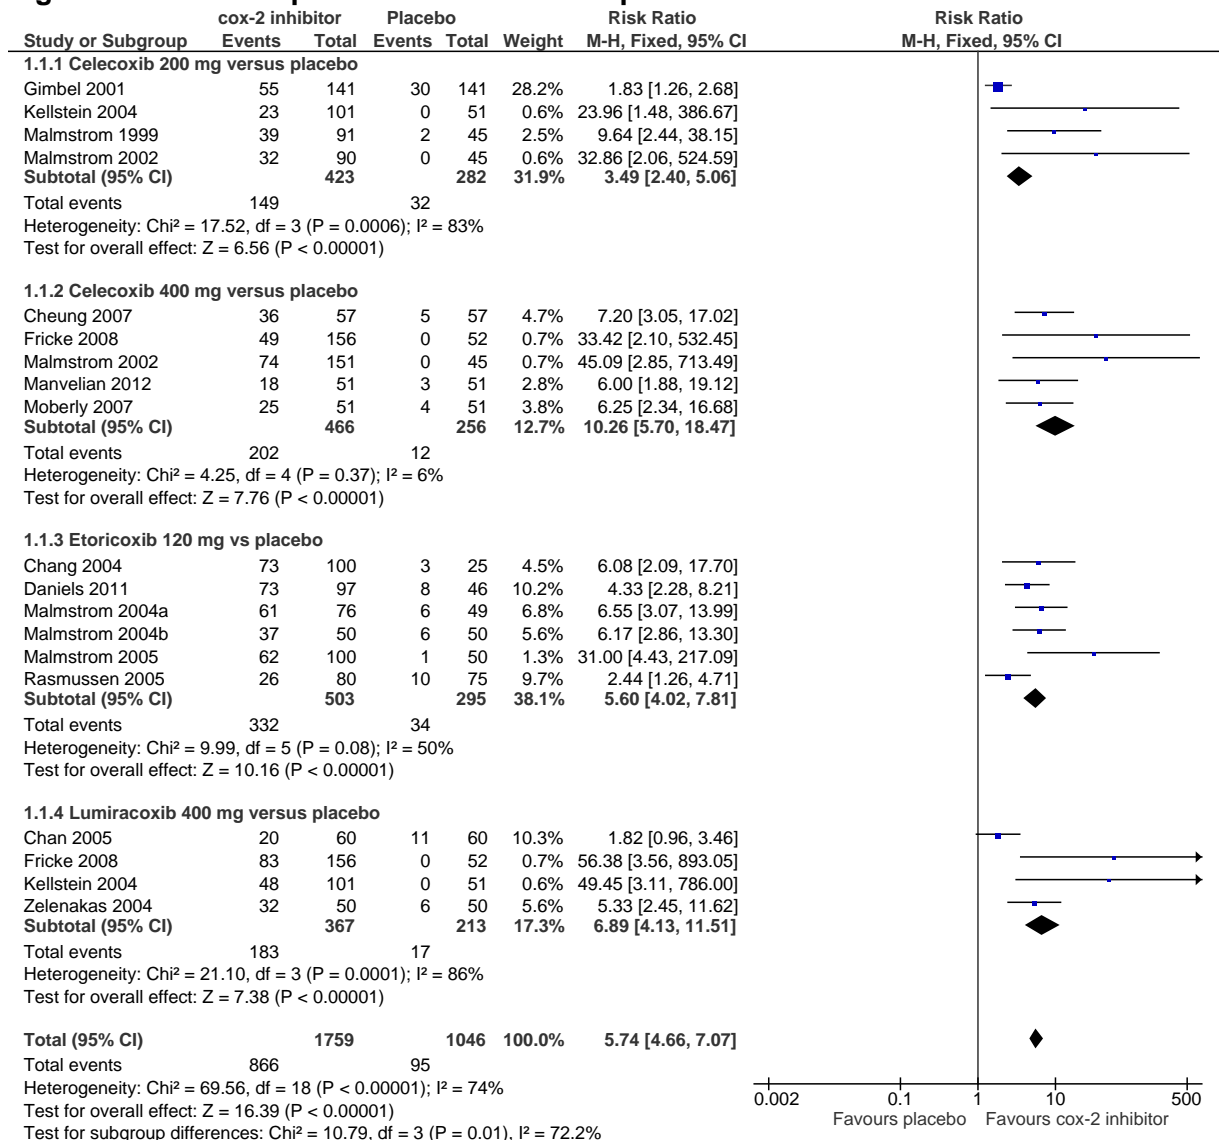 cox-2 inhibitor Placebo Risk Ratio Risk Ratio
Study or Subgroup Events Total Events Total Weight M-H, Fixed, 95% CI M-H, Fixed, 95% CI
1.1.1 Celecoxib 200 mg versus placebo
Gimbel 2001 55 141 30 141 28.2% 1.83 [1.26, 2.68]
Kellstein 2004 23 101 0 51 0.6% 23.96 [1.48, 386.67]
Malmstrom 1999 39 91 2 45 2.5% 9.64 [2.44, 38.15]
Malmstrom 2002 32 90 0 45 0.6% 32.86 [2.06, 524.59]
Subtotal (95% CI) 423 282 31.9% 3.49 [2.40, 5.06]
Total events 149 32
Heterogeneity: Chi² = 17.52, df = 3 (P = 0.0006); I² = 83%
Test for overall effect: Z = 6.56 (P < 0.00001)
1.1.2 Celecoxib 400 mg versus placebo
Cheung 2007 36 57 5 57 4.7% 7.20 [3.05, 17.02]
Fricke 2008 49 156 0 52 0.7% 33.42 [2.10, 532.45]
Malmstrom 2002 74 151 0 45 0.7% 45.09 [2.85, 713.49]
Manvelian 2012 18 51 3 51 2.8% 6.00 [1.88, 19.12]
Moberly 2007 25 51 4 51 3.8% 6.25 [2.34, 16.68]
Subtotal (95% CI) 466 256 12.7% 10.26 [5.70, 18.47]
Total events 202 12
Heterogeneity: Chi² = 4.25, df = 4 (P = 0.37); I² = 6%
Test for overall effect: Z = 7.76 (P < 0.00001)
1.1.3 Etoricoxib 120 mg vs placebo
Chang 2004 73 100 3 25 4.5% 6.08 [2.09, 17.70]
Daniels 2011 73 97 8 46 10.2% 4.33 [2.28, 8.21]
Malmstrom 2004a 61 76 6 49 6.8% 6.55 [3.07, 13.99]
Malmstrom 2004b 37 50 6 50 5.6% 6.17 [2.86, 13.30]
Malmstrom 2005 62 100 1 50 1.3% 31.00 [4.43, 217.09]
Rasmussen 2005 26 80 10 75 9.7% 2.44 [1.26, 4.71]
Subtotal (95% CI) 503 295 38.1% 5.60 [4.02, 7.81]
Total events 332 34
Heterogeneity: Chi² = 9.99, df = 5 (P = 0.08); I² = 50%
Test for overall effect: Z = 10.16 (P < 0.00001)
1.1.4 Lumiracoxib 400 mg versus placebo
Chan 2005 20 60 11 60 10.3% 1.82 [0.96, 3.46]
Fricke 2008 83 156 0 52 0.7% 56.38 [3.56, 893.05]
Kellstein 2004 48 101 0 51 0.6% 49.45 [3.11, 786.00]
Zelenakas 2004 32 50 6 50 5.6% 5.33 [2.45, 11.62]
Subtotal (95% CI) 367 213 17.3% 6.89 [4.13, 11.51]
Total events 183 17
Heterogeneity: Chi² = 21.10, df = 3 (P = 0.0001); I² = 86%
Test for overall effect: Z = 7.38 (P < 0.00001)
Total (95% CI) 1759 1046 100.0% 5.74 [4.66, 7.07]
Total events 866 95
Heterogeneity: Chi² = 69.56, df = 18 (P < 0.00001); I² = 74%
Test for overall effect: Z = 16.39 (P < 0.00001)
Test for subgroup differences: Chi² = 10.79, df = 3 (P = 0.01), I² = 72.2%
0.002 0.1 1 10 500
Favours placebo Favours cox-2 inhibitor